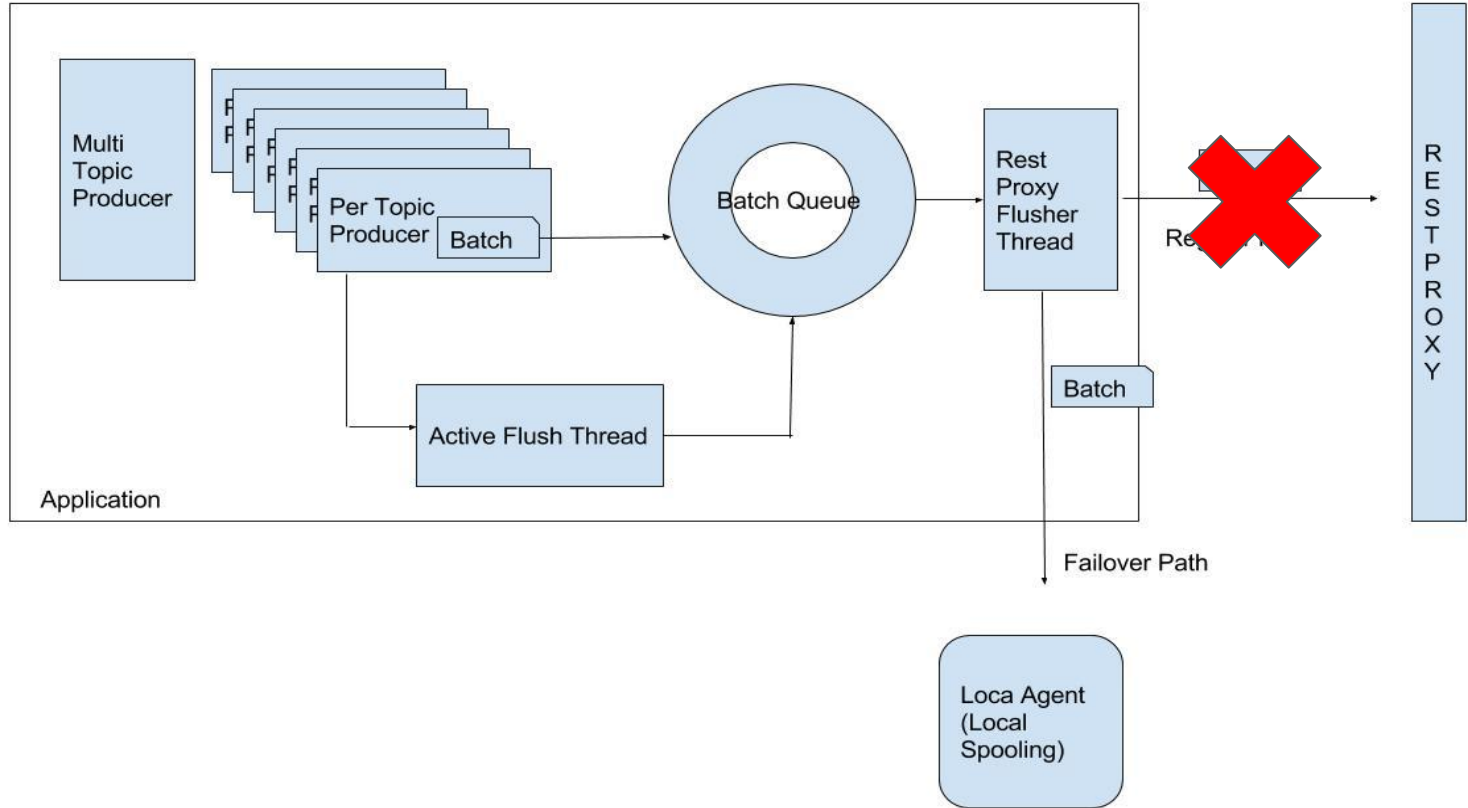 Multi
Topic
Producer
Per Topic
Producer
Batch
Batch Queue
Rest
Proxy
Flusher
Thread
R
E
S
T
P
R
O
X
Y
Batch
Active Flush Thread
Application
Failover Path
Loca Agent
(Local
Spooling)